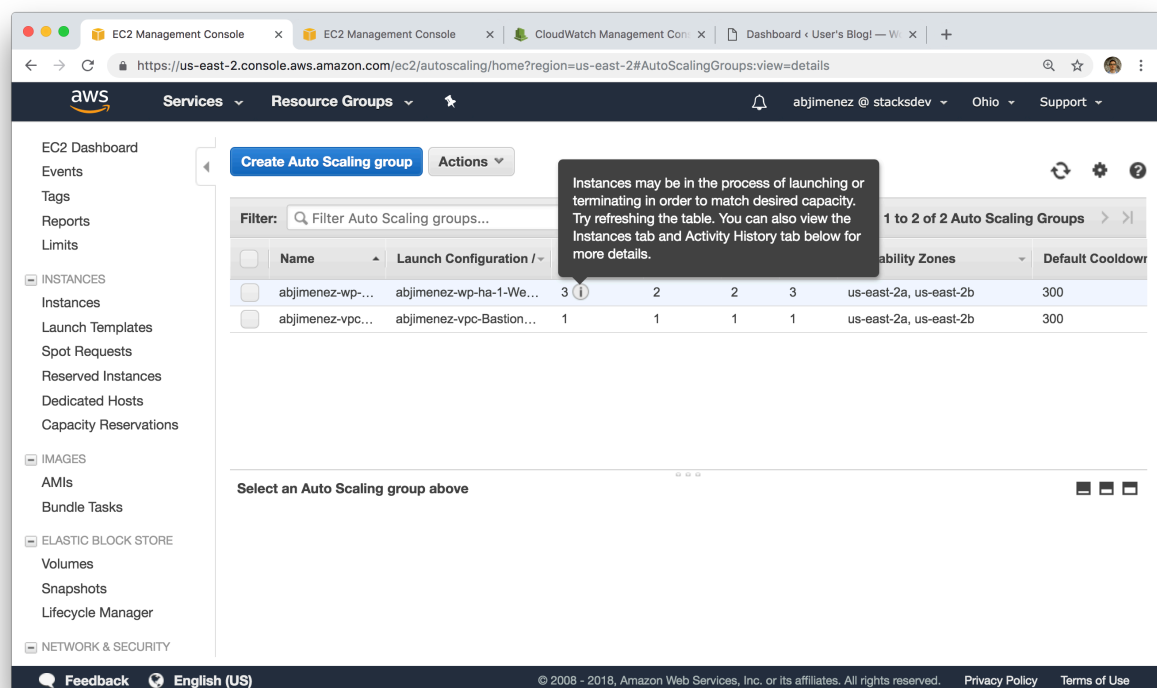 EC2 Management Console
EC2 Management Console
CloudWatch Management Con
Dashboard ‹ User's Blog! — W
https://us-east-2.console.aws.amazon.com/ec2/autoscaling/home?region=us-east-2#AutoScalingGroups:view=details
aws
Services
Resource Groups
abjimenez @ stacksdev
Ohio
Support
EC2 Dashboard
Events
Tags
Reports
Limits
INSTANCES
Instances
Launch Templates
Spot Requests
Reserved Instances
Dedicated Hosts
Capacity Reservations
IMAGES
AMIs
Bundle Tasks
ELASTIC BLOCK STORE
Volumes
Snapshots
Lifecycle Manager
NETWORK & SECURITY
Create Auto Scaling group
Actions
Instances may be in the process of launching or
terminating in order to match desired capacity.
Try refreshing the table. You can also view the
Instances tab and Activity History tab below for
more details.
Filter: Filter Auto Scaling groups...
1 to 2 of 2 Auto Scaling Groups
Name Launch Configuration / ability Zones Default Cooldown
abjimenez-wp-... abjimenez-wp-ha-1-We... 3 i 2 2 3 us-east-2a, us-east-2b 300
abjimenez-vpc... abjimenez-vpc-Bastion... 1 1 1 1 us-east-2a, us-east-2b 300
Select an Auto Scaling group above
Feedback
English (US)
© 2008 - 2018, Amazon Web Services, Inc. or its affiliates. All rights reserved.
Privacy Policy
Terms of Use